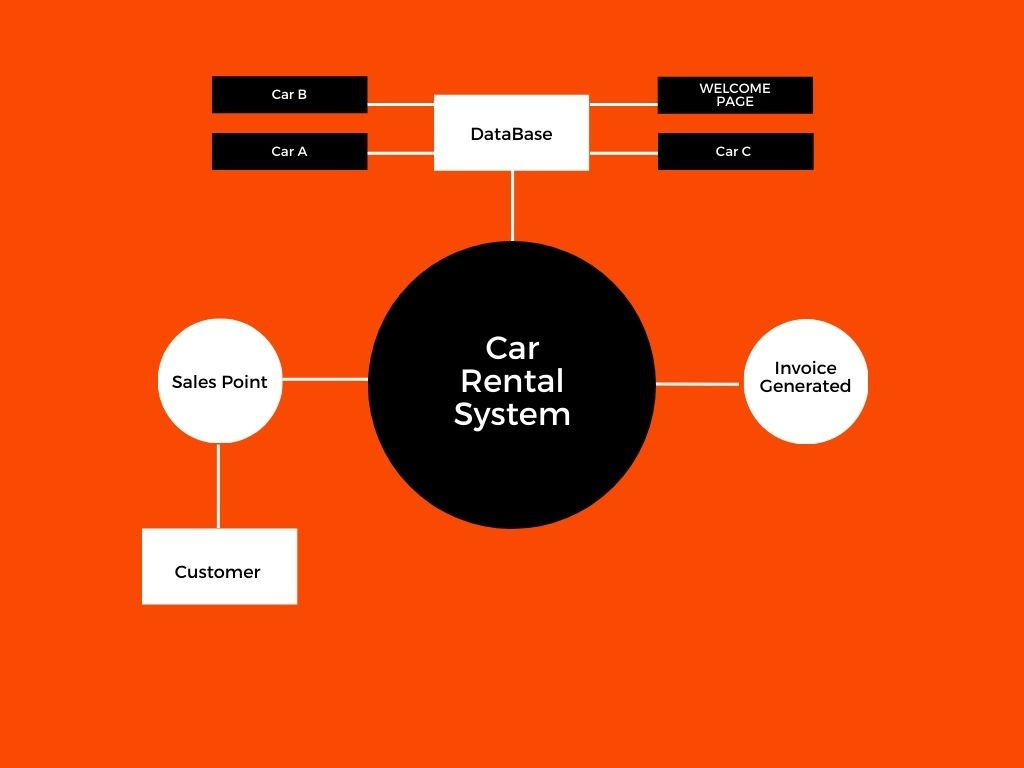 Car B
WELCOME
PAGE
DataBase
Car A
Car C
Car
Rental
System
Sales Point
Invoice
Generated
Customer